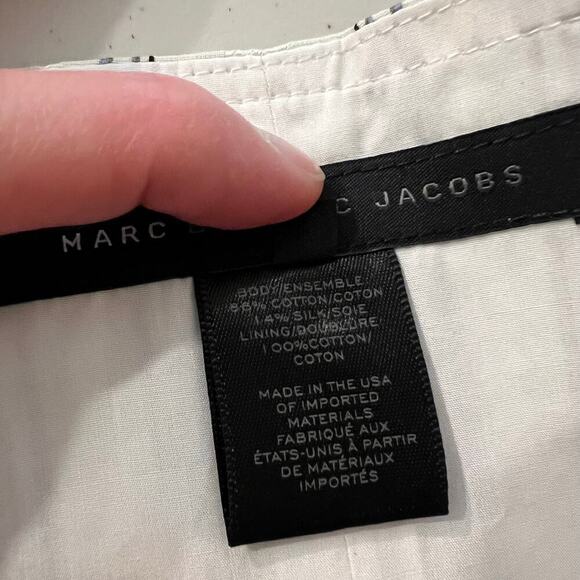 MARC C JACOBS
BODY/ENSEMBLE
86% COTTON/COTON
14% SILK/SOIE
LINING/DOUBLURE
100%COTTON/
COTON
MADE IN THE USA
OF IMPORTED
MATERIALS
FABRIQUÉ AUX
ÉTATS-UNIS À PARTIR
DE MATÉRIAUX
IMPORTÉS